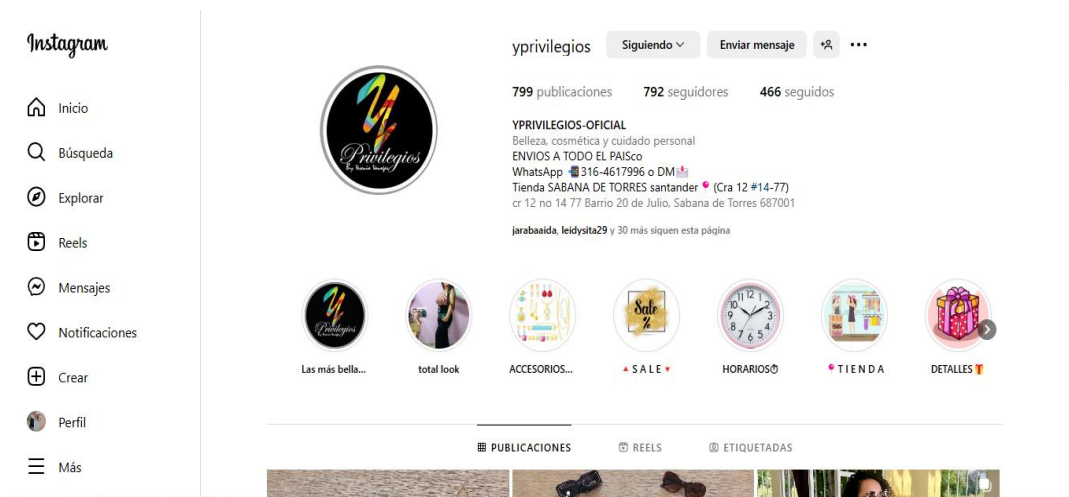 Instagram
Inicio
Búsqueda
Explorar
Reels
Mensajes
Notificaciones
Crear
Perfil
Más
yprivilegios Siguiendo Enviar mensaje
799 publicaciones 792 seguidores 466 seguidos
YPRIVILEGIOS-OFICIAL
Belleza, cosmética y cuidado personal
ENVIOS A TODO EL PAISco
WhatsApp 📲316-4617996 o DM📩
Tienda SABANA DE TORRES santander 📍 (Cra 12 #14-77)
cr 12 no 14 77 Barrio 20 de Julio, Sabana de Torres 687001
jarabaaida, leidysita29 y 30 más siguen esta página
Y
Privilegios
Privilegios
Sale
%
Las más bella...
total look
ACCESORIOS...
🔺 S A L E 🔻
HORARIOS⏱
📍 T I E N D A
DETALLES🎁
PUBLICACIONES REELS ETIQUETADAS